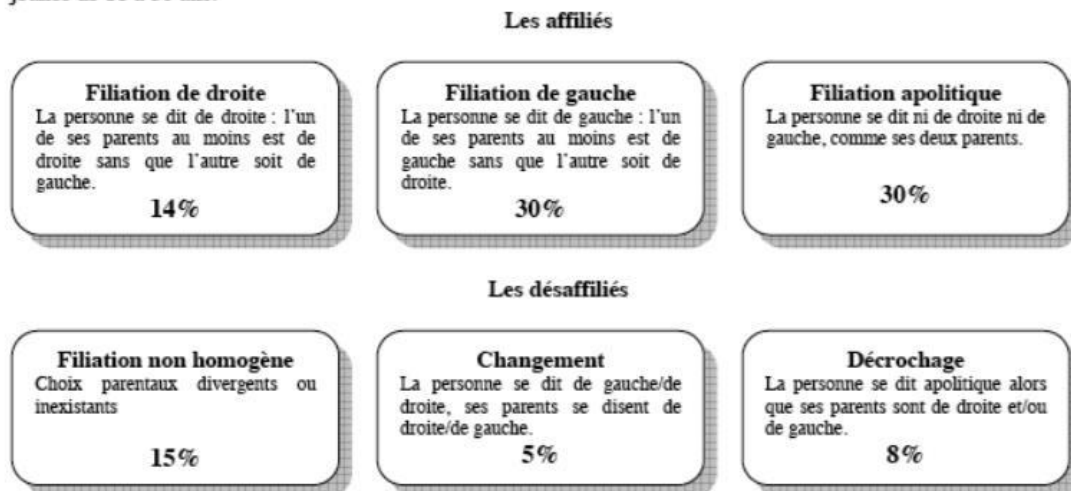 Les affiliés
Filiation de droite
La personne se dit de droite : l'un
de ses parents au moins est de
droite sans que l'autre soit de
gauche.
14%
Filiation de gauche
La personne se dit de gauche : l'un
de ses parents au moins est de
gauche sans que l'autre soit de
droite.
30%
Filiation apolitique
La personne se dit ni de droite ni de
gauche, comme ses deux parents.
30%
Les désaffiliés
Filiation non homogène
Choix parentaux divergents ou
inexistants
15%
Changement
La personne se dit de gauche/de
droite, ses parents se disent de
droite/de gauche.
5%
Décrochage
La personne se dit apolitique alors
que ses parents sont de droite et/ou
de gauche.
8%